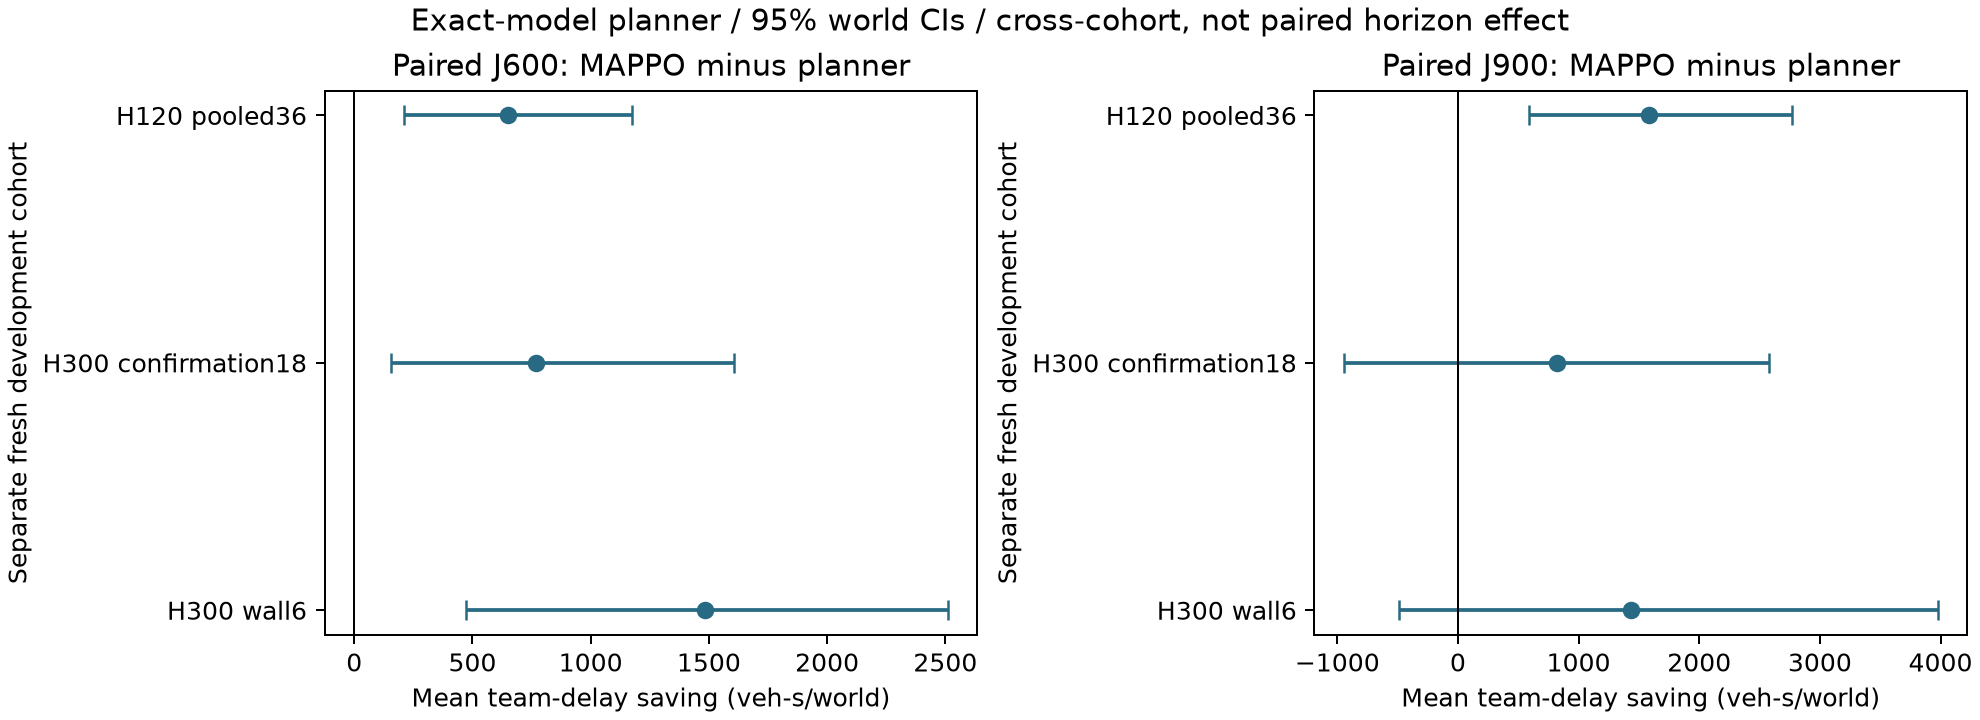 Exact-model planner / 95% world CIs / cross-cohort, not paired horizon effect
Paired J600: MAPPO minus planner
Separate fresh development cohort
H120 pooled36
H300 confirmation18
H300 wall6
0 500 1000 1500 2000 2500
Mean team-delay saving (veh-s/world)
Paired J900: MAPPO minus planner
Separate fresh development cohort
H120 pooled36
H300 confirmation18
H300 wall6
−1000 0 1000 2000 3000 4000
Mean team-delay saving (veh-s/world)